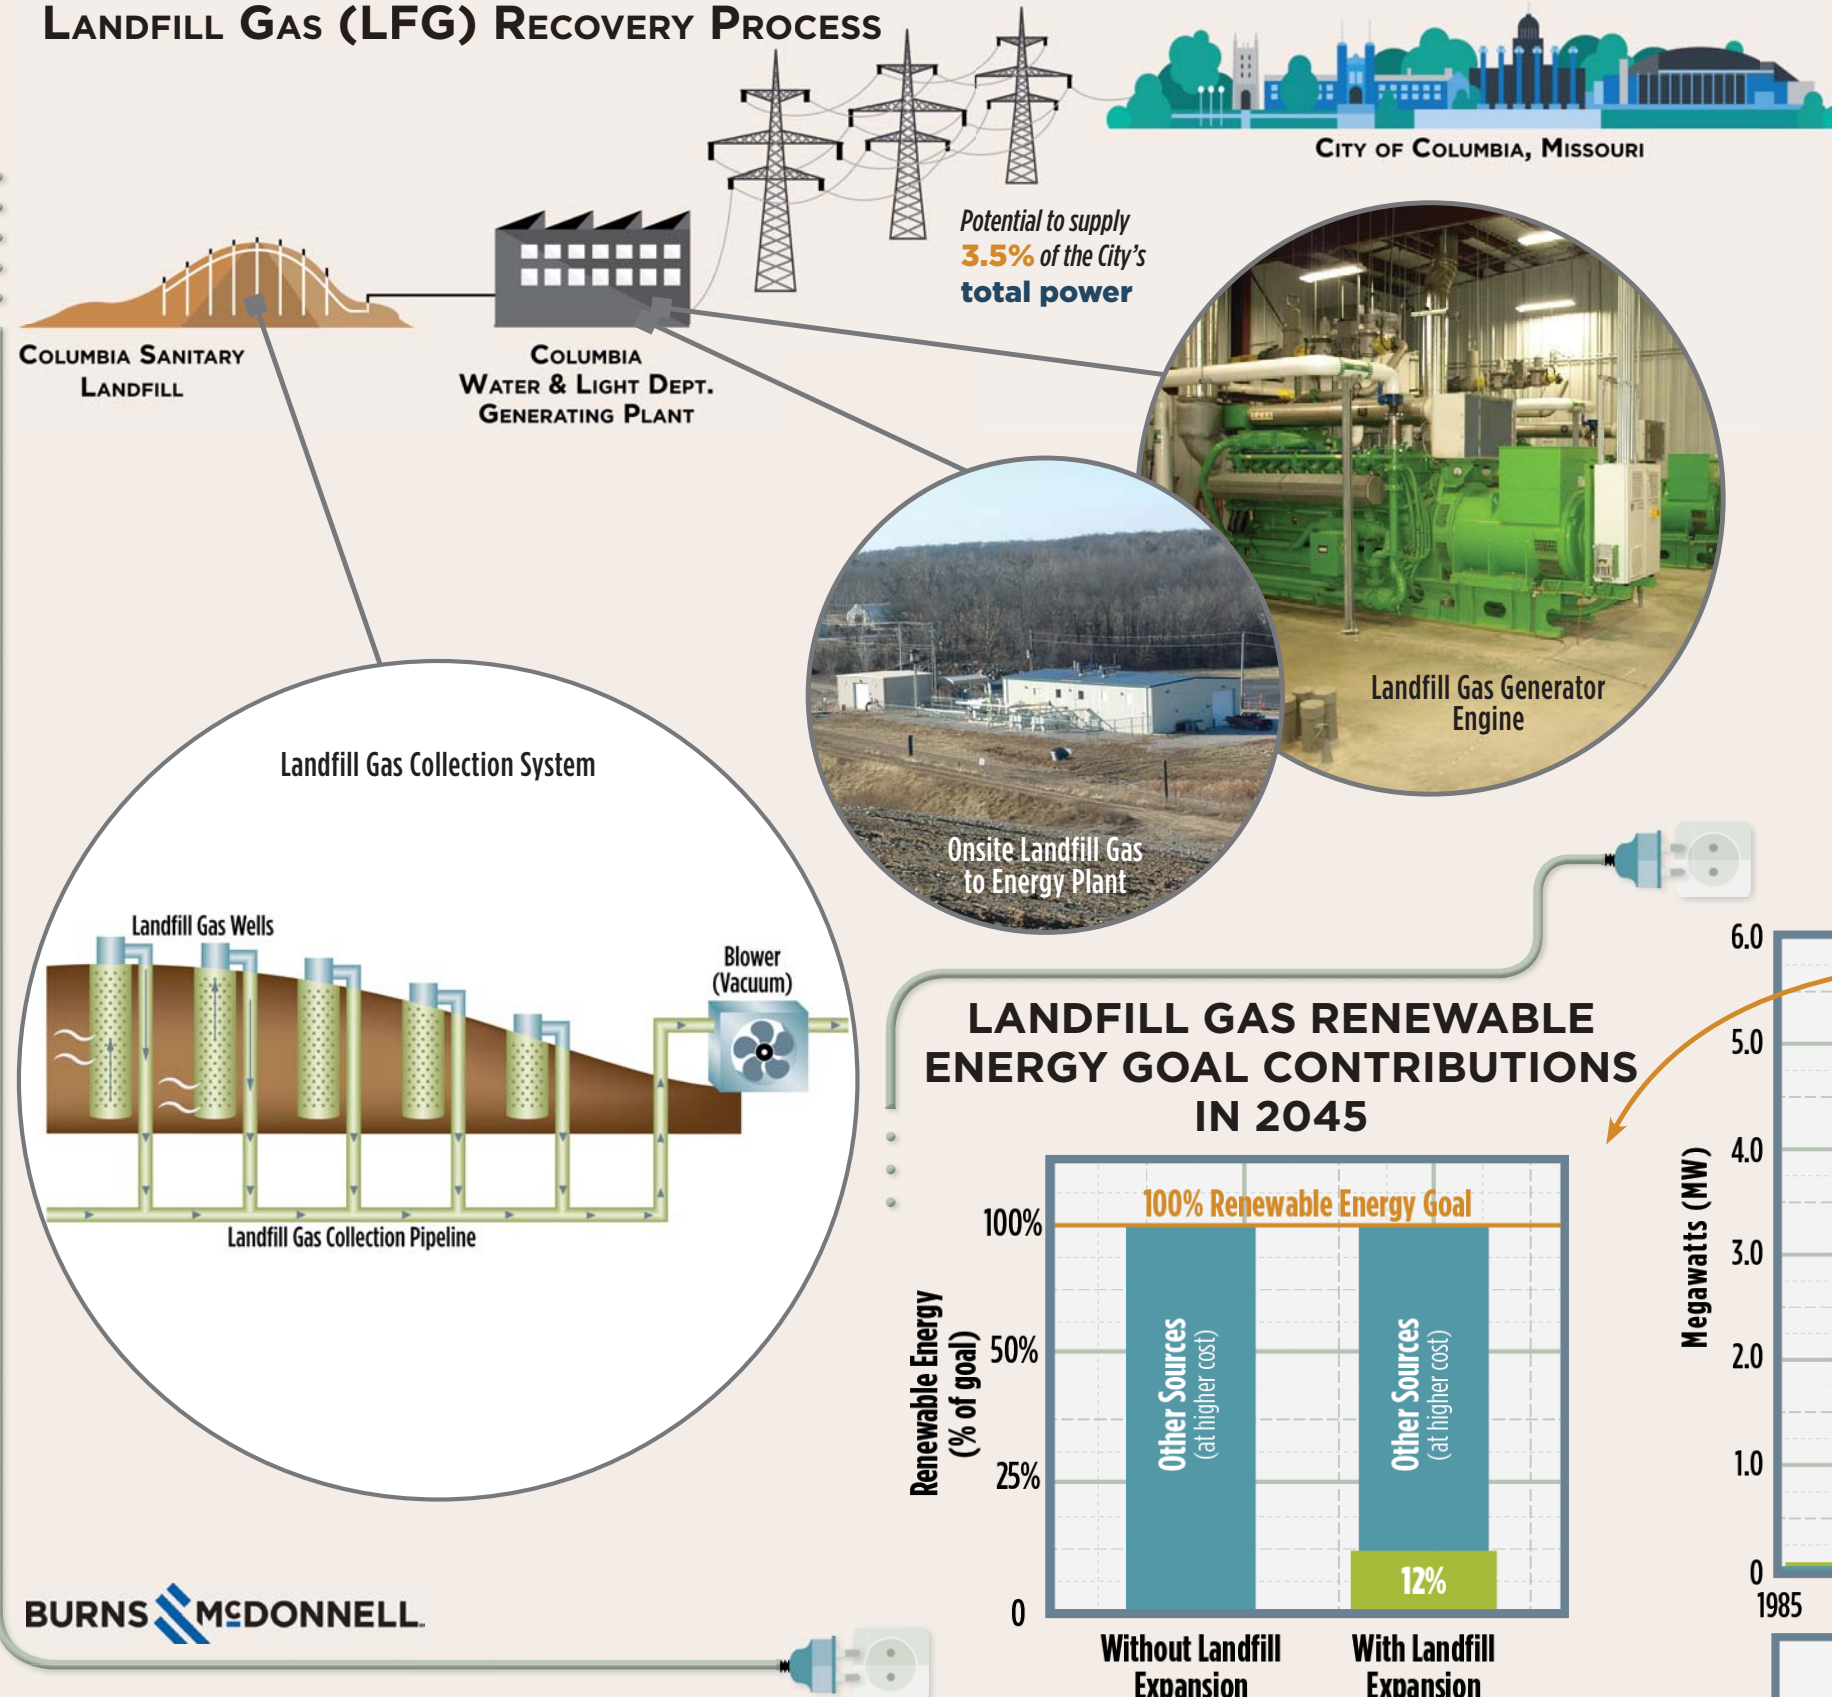 LANDFILL GAS (LFG) RECOVERY PROCESS
CITY OF COLUMBIA, MISSOURI
Potential to supply
3.5% of the City's
total power
COLUMBIA SANITARY
LANDFILL
COLUMBIA
WATER & LIGHT DEPT.
GENERATING PLANT
Landfill Gas Generator
Engine
Onsite Landfill Gas
to Energy Plant
Landfill Gas Collection System
Landfill Gas Wells
Blower
(Vacuum)
Landfill Gas Collection Pipeline
LANDFILL GAS RENEWABLE
ENERGY GOAL CONTRIBUTIONS
IN 2045
100% Renewable Energy Goal
Renewable Energy
(% of goal)
100%
50%
25%
0
Other Sources
(at higher cost)
Other Sources
(at higher cost)
12%
Without Landfill
Expansion
With Landfill
Expansion
Megawatts (MW)
6.0
5.0
4.0
3.0
2.0
1.0
0
1985
BURNS McDONNELL